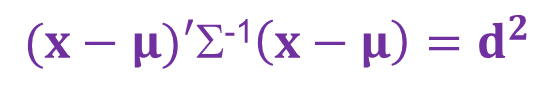 (x − μ)′Σ⁻¹(x − μ) = d²